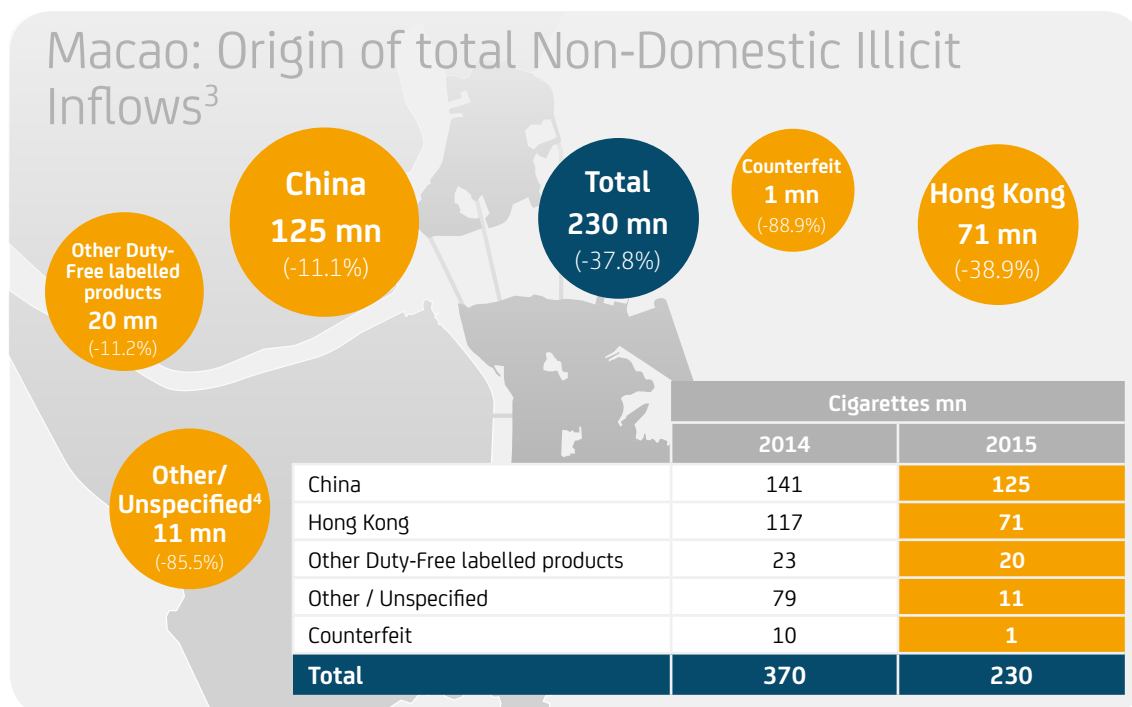 Macao: Origin of total Non-Domestic Illicit
Inflows³
China
125 mn
(-11.1%)
Total
230 mn
(-37.8%)
Counterfeit
1 mn
(-88.9%)
Hong Kong
71 mn
(-38.9%)
Other Duty-
Free labelled
products
20 mn
(-11.2%)
Other/
Unspecified⁴
11 mn
(-85.5%)
Cigarettes mn
2014 2015
China 141 125
Hong Kong 117 71
Other Duty-Free labelled products 23 20
Other / Unspecified 79 11
Counterfeit 10 1
Total 370 230